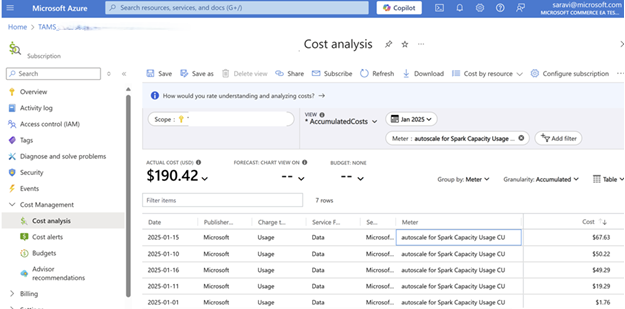 Microsoft Azure
Search resources, services, and docs (G+/)
Copilot
saravi@microsoft.com
MICROSOFT COMMERCE EA TES...
Home > TAMS_
Cost analysis
Subscription
Search
Save
Save as
Delete view
Share
Subscribe
Refresh
Download
Cost by resource
Configure subscription
Overview
Activity log
Access control (IAM)
Tags
Diagnose and solve problems
Security
Events
Cost Management
Cost analysis
Cost alerts
Budgets
Advisor
recommendations
Billing
Settings
How would you rate understanding and analyzing costs? →
Scope :
VIEW
* AccumulatedCosts
Jan 2025
Meter : autoscale for Spark Capacity Usage ...
Add filter
ACTUAL COST (USD)
$190.42
FORECAST: CHART VIEW ON
--
BUDGET: NONE
--
Group by: Meter
Granularity: Accumulated
Table
Filter items
7 rows
Date Publisher... Charge t... Service F... Se... Meter Cost
2025-01-15 Microsoft Usage Data Microsof... autoscale for Spark Capacity Usage CU $67.63
2025-01-10 Microsoft Usage Data Microsof... autoscale for Spark Capacity Usage CU $50.22
2025-01-16 Microsoft Usage Data Microsof... autoscale for Spark Capacity Usage CU $49.29
2025-01-11 Microsoft Usage Data Microsof... autoscale for Spark Capacity Usage CU $19.29
2025-01-01 Microsoft Usage Data Microsof... autoscale for Spark Capacity Usage CU $1.76